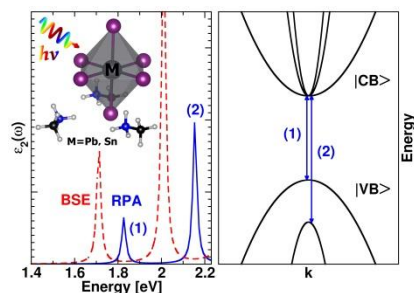 hν
M
M=Pb, Sn
BSE
RPA
(1)
(2)
ε₂(ω)
1.4 1.6 1.8 2 2.2
Energy [eV]
|CB>
(1)
(2)
|VB>
k
Energy